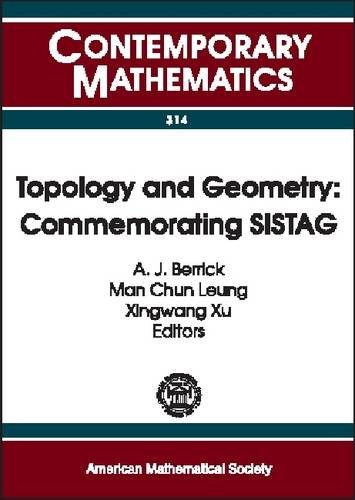 CONTEMPORARY
MATHEMATICS
314
Topology and Geometry:
Commemorating SISTAG
A. J. Berrick
Man Chun Leung
Xingwang Xu
Editors
American Mathematical Society